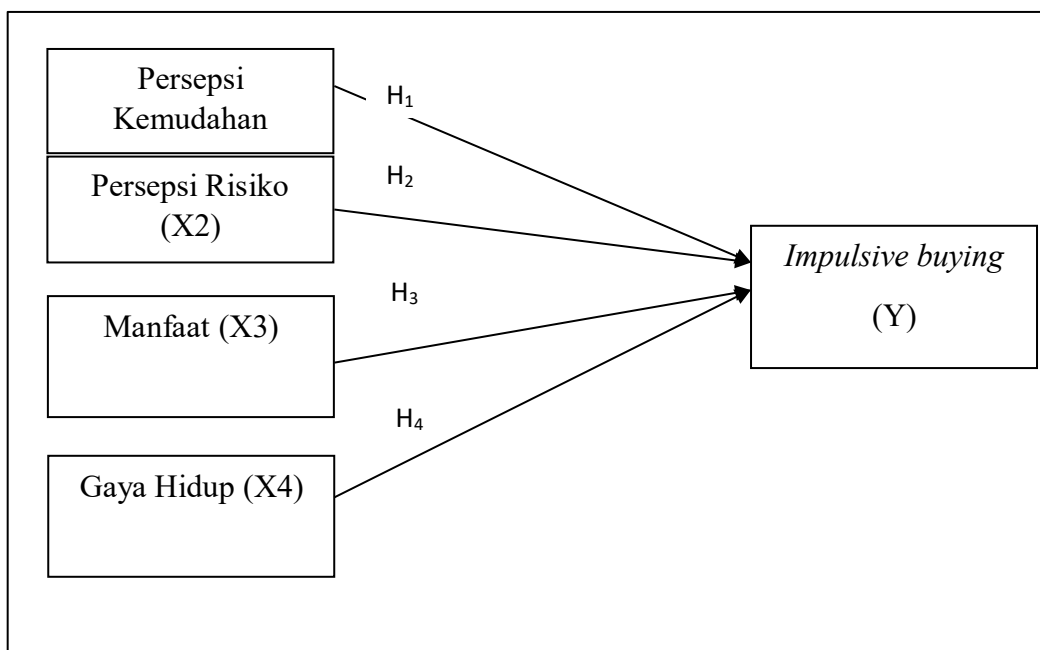 Persepsi
Kemudahan
H₁
Persepsi Risiko
(X2)
H₂
Manfaat (X3)
H₃
Gaya Hidup (X4)
H₄
Impulsive buying
(Y)